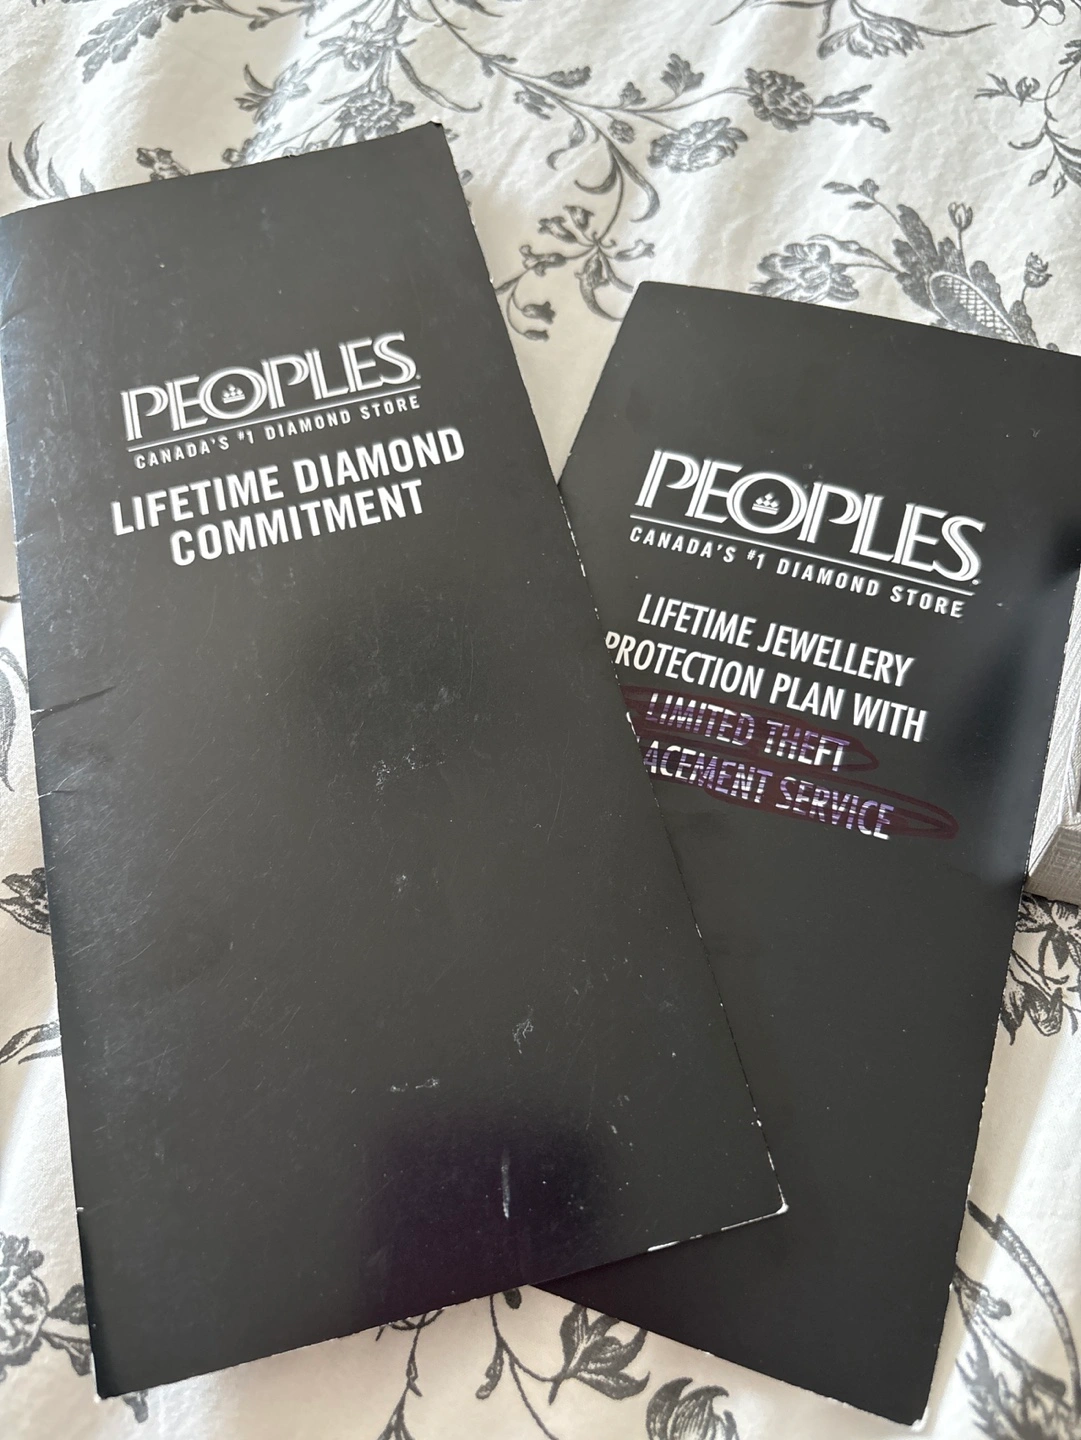 PEOPLES
CANADA'S #1 DIAMOND STORE
LIFETIME DIAMOND
COMMITMENT
PEOPLES
CANADA'S #1 DIAMOND STORE
LIFETIME JEWELLERY
PROTECTION PLAN WITH
LIMITED THEFT
LACEMENT SERVICE